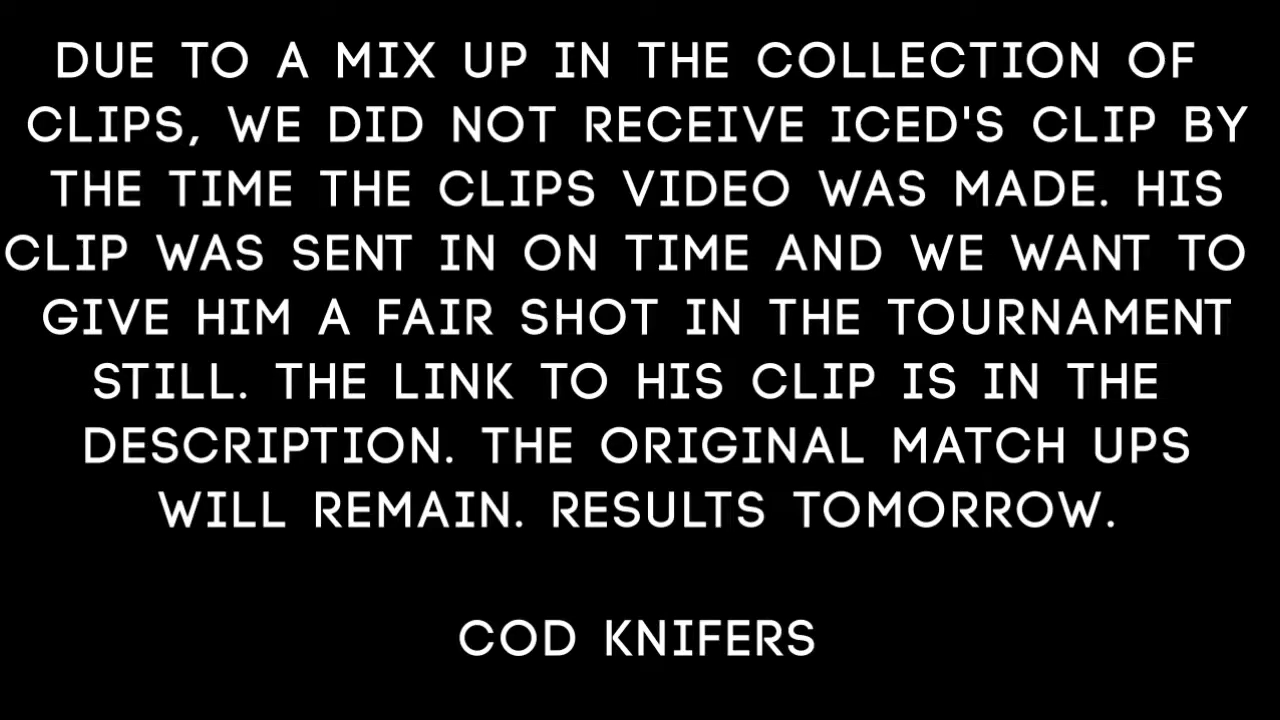 DUE TO A MIX UP IN THE COLLECTION OF
CLIPS, WE DID NOT RECEIVE ICED'S CLIP BY
THE TIME THE CLIPS VIDEO WAS MADE. HIS
CLIP WAS SENT IN ON TIME AND WE WANT TO
GIVE HIM A FAIR SHOT IN THE TOURNAMENT
STILL. THE LINK TO HIS CLIP IS IN THE
DESCRIPTION. THE ORIGINAL MATCH UPS
WILL REMAIN. RESULTS TOMORROW.
COD KNIFERS